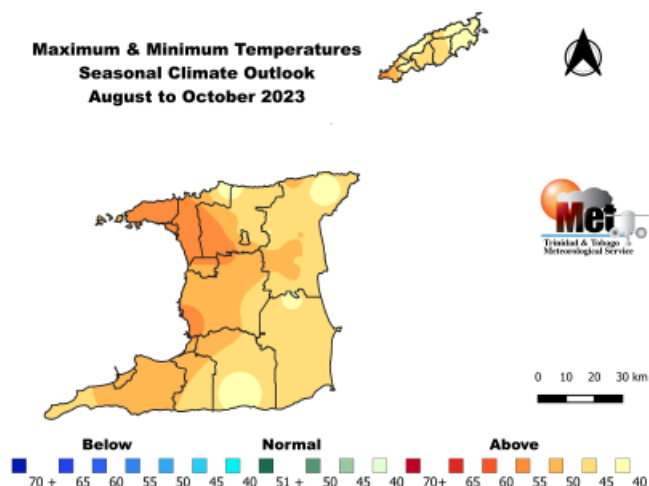 Maximum & Minimum Temperatures
Seasonal Climate Outlook
August to October 2023
Met
Trinidad & Tobago
Meteorological Service
0 10 20 30 km
Below Normal Above
70 + 65 60 55 50 45 40 51 + 50 45 40 70+ 65 60 55 50 45 40